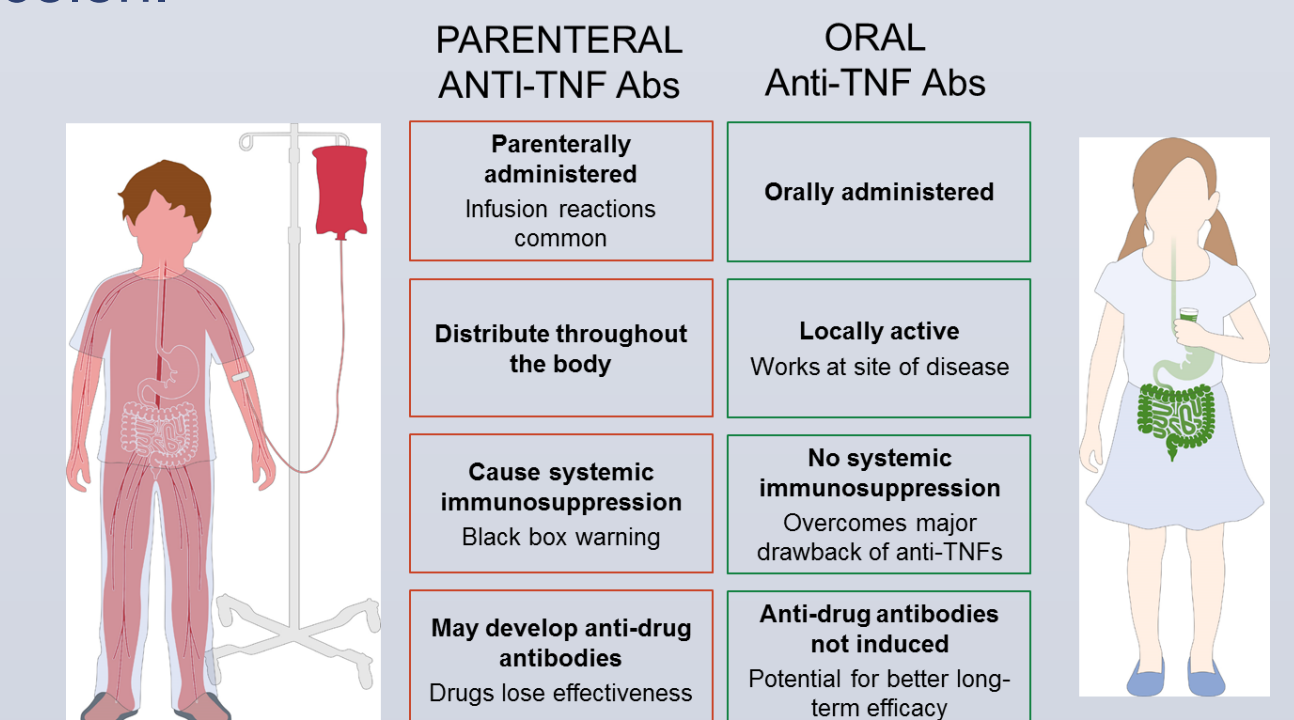 PARENTERAL
ANTI-TNF Abs
ORAL
Anti-TNF Abs
Parenterally
administered
Infusion reactions
common
Orally administered
Distribute throughout
the body
Locally active
Works at site of disease
Cause systemic
immunosuppression
Black box warning
No systemic
immunosuppression
Overcomes major
drawback of anti-TNFs
May develop anti-drug
antibodies
Drugs lose effectiveness
Anti-drug antibodies
not induced
Potential for better long-
term efficacy